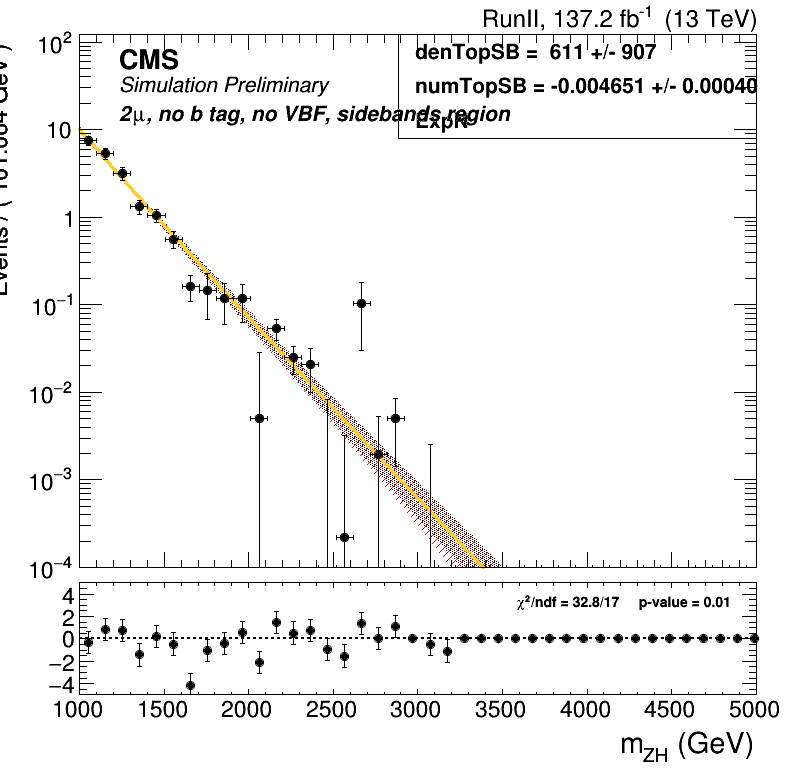 RunII, 137.2 fb⁻¹ (13 TeV)
CMS
Simulation Preliminary
2μ, no b tag, no VBF, sidebands region
denTopSB = 611 +/- 907
numTopSB = -0.004651 +/- 0.00040
ExpR
Events / (
10²
10
1
10⁻¹
10⁻²
10⁻³
10⁻⁴
χ²/ndf = 32.8/17 p-value = 0.01
4
2
0
−2
−4
1000 1500 2000 2500 3000 3500 4000 4500 5000
m_ZH (GeV)